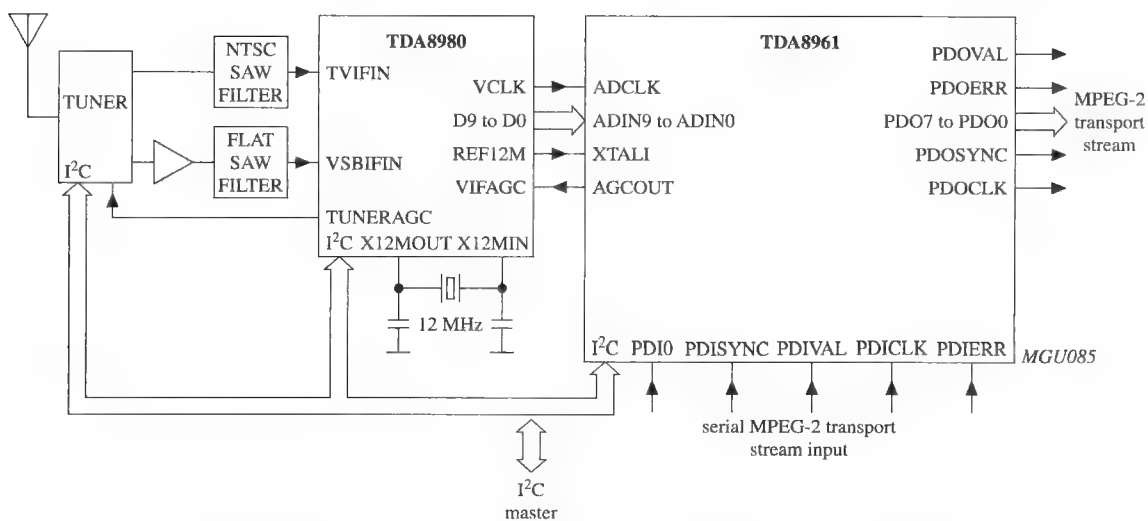 TDA8980
TDA8961
NTSC
SAW
FILTER
TUNER
I²C
FLAT
SAW
FILTER
TVIFIN
VSBIFIN
TUNERAGC
I²C X12MOUT X12MIN
VCLK
D9 to D0
REF12M
VIFAGC
12 MHz
ADCLK
ADIN9 to ADIN0
XTALI
AGCOUT
PDOVAL
PDOERR
PDO7 to PDO0
PDOSYNC
PDOCLK
MPEG-2
transport
stream
I²C PDI0 PDISYNC PDIVAL PDICLK PDIERR
MGU085
serial MPEG-2 transport
stream input
I²C
master